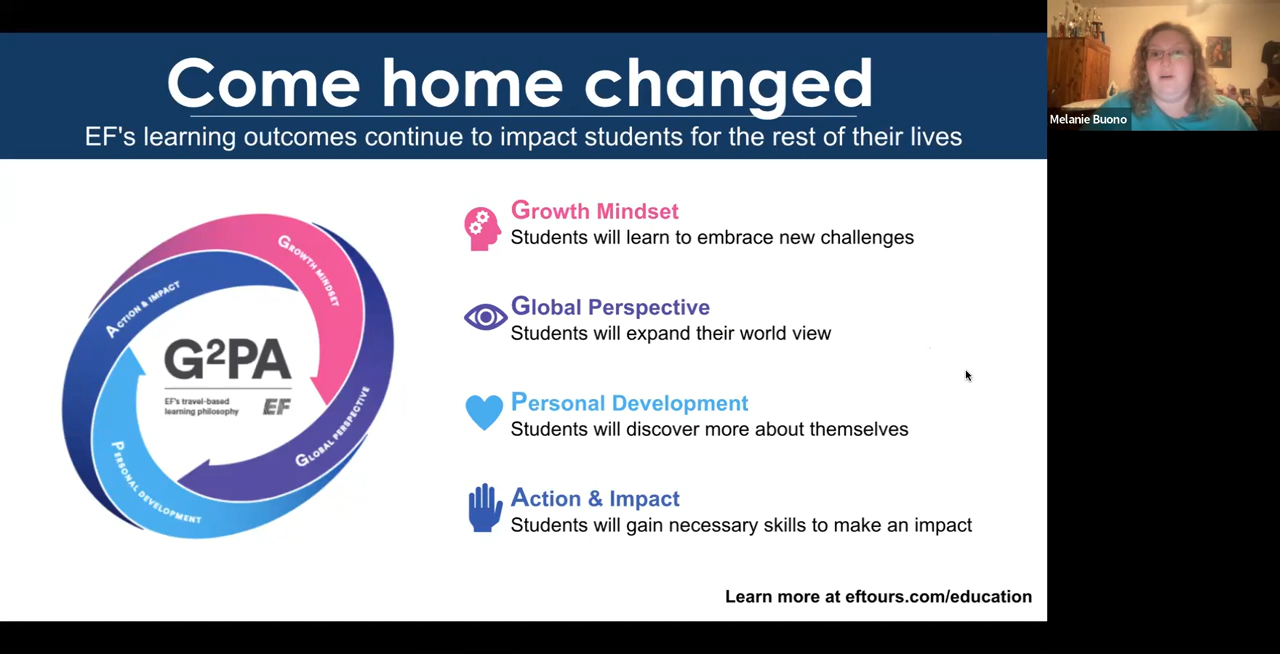 Come home changed
EF's learning outcomes continue to impact students for the rest of their lives
Melanie Buono
GROWTH MINDSET
ACTION & IMPACT
G²PA
EF's travel-based
learning philosophy
EF
GLOBAL PERSPECTIVE
PERSONAL DEVELOPMENT
Growth Mindset
Students will learn to embrace new challenges
Global Perspective
Students will expand their world view
Personal Development
Students will discover more about themselves
Action & Impact
Students will gain necessary skills to make an impact
Learn more at eftours.com/education